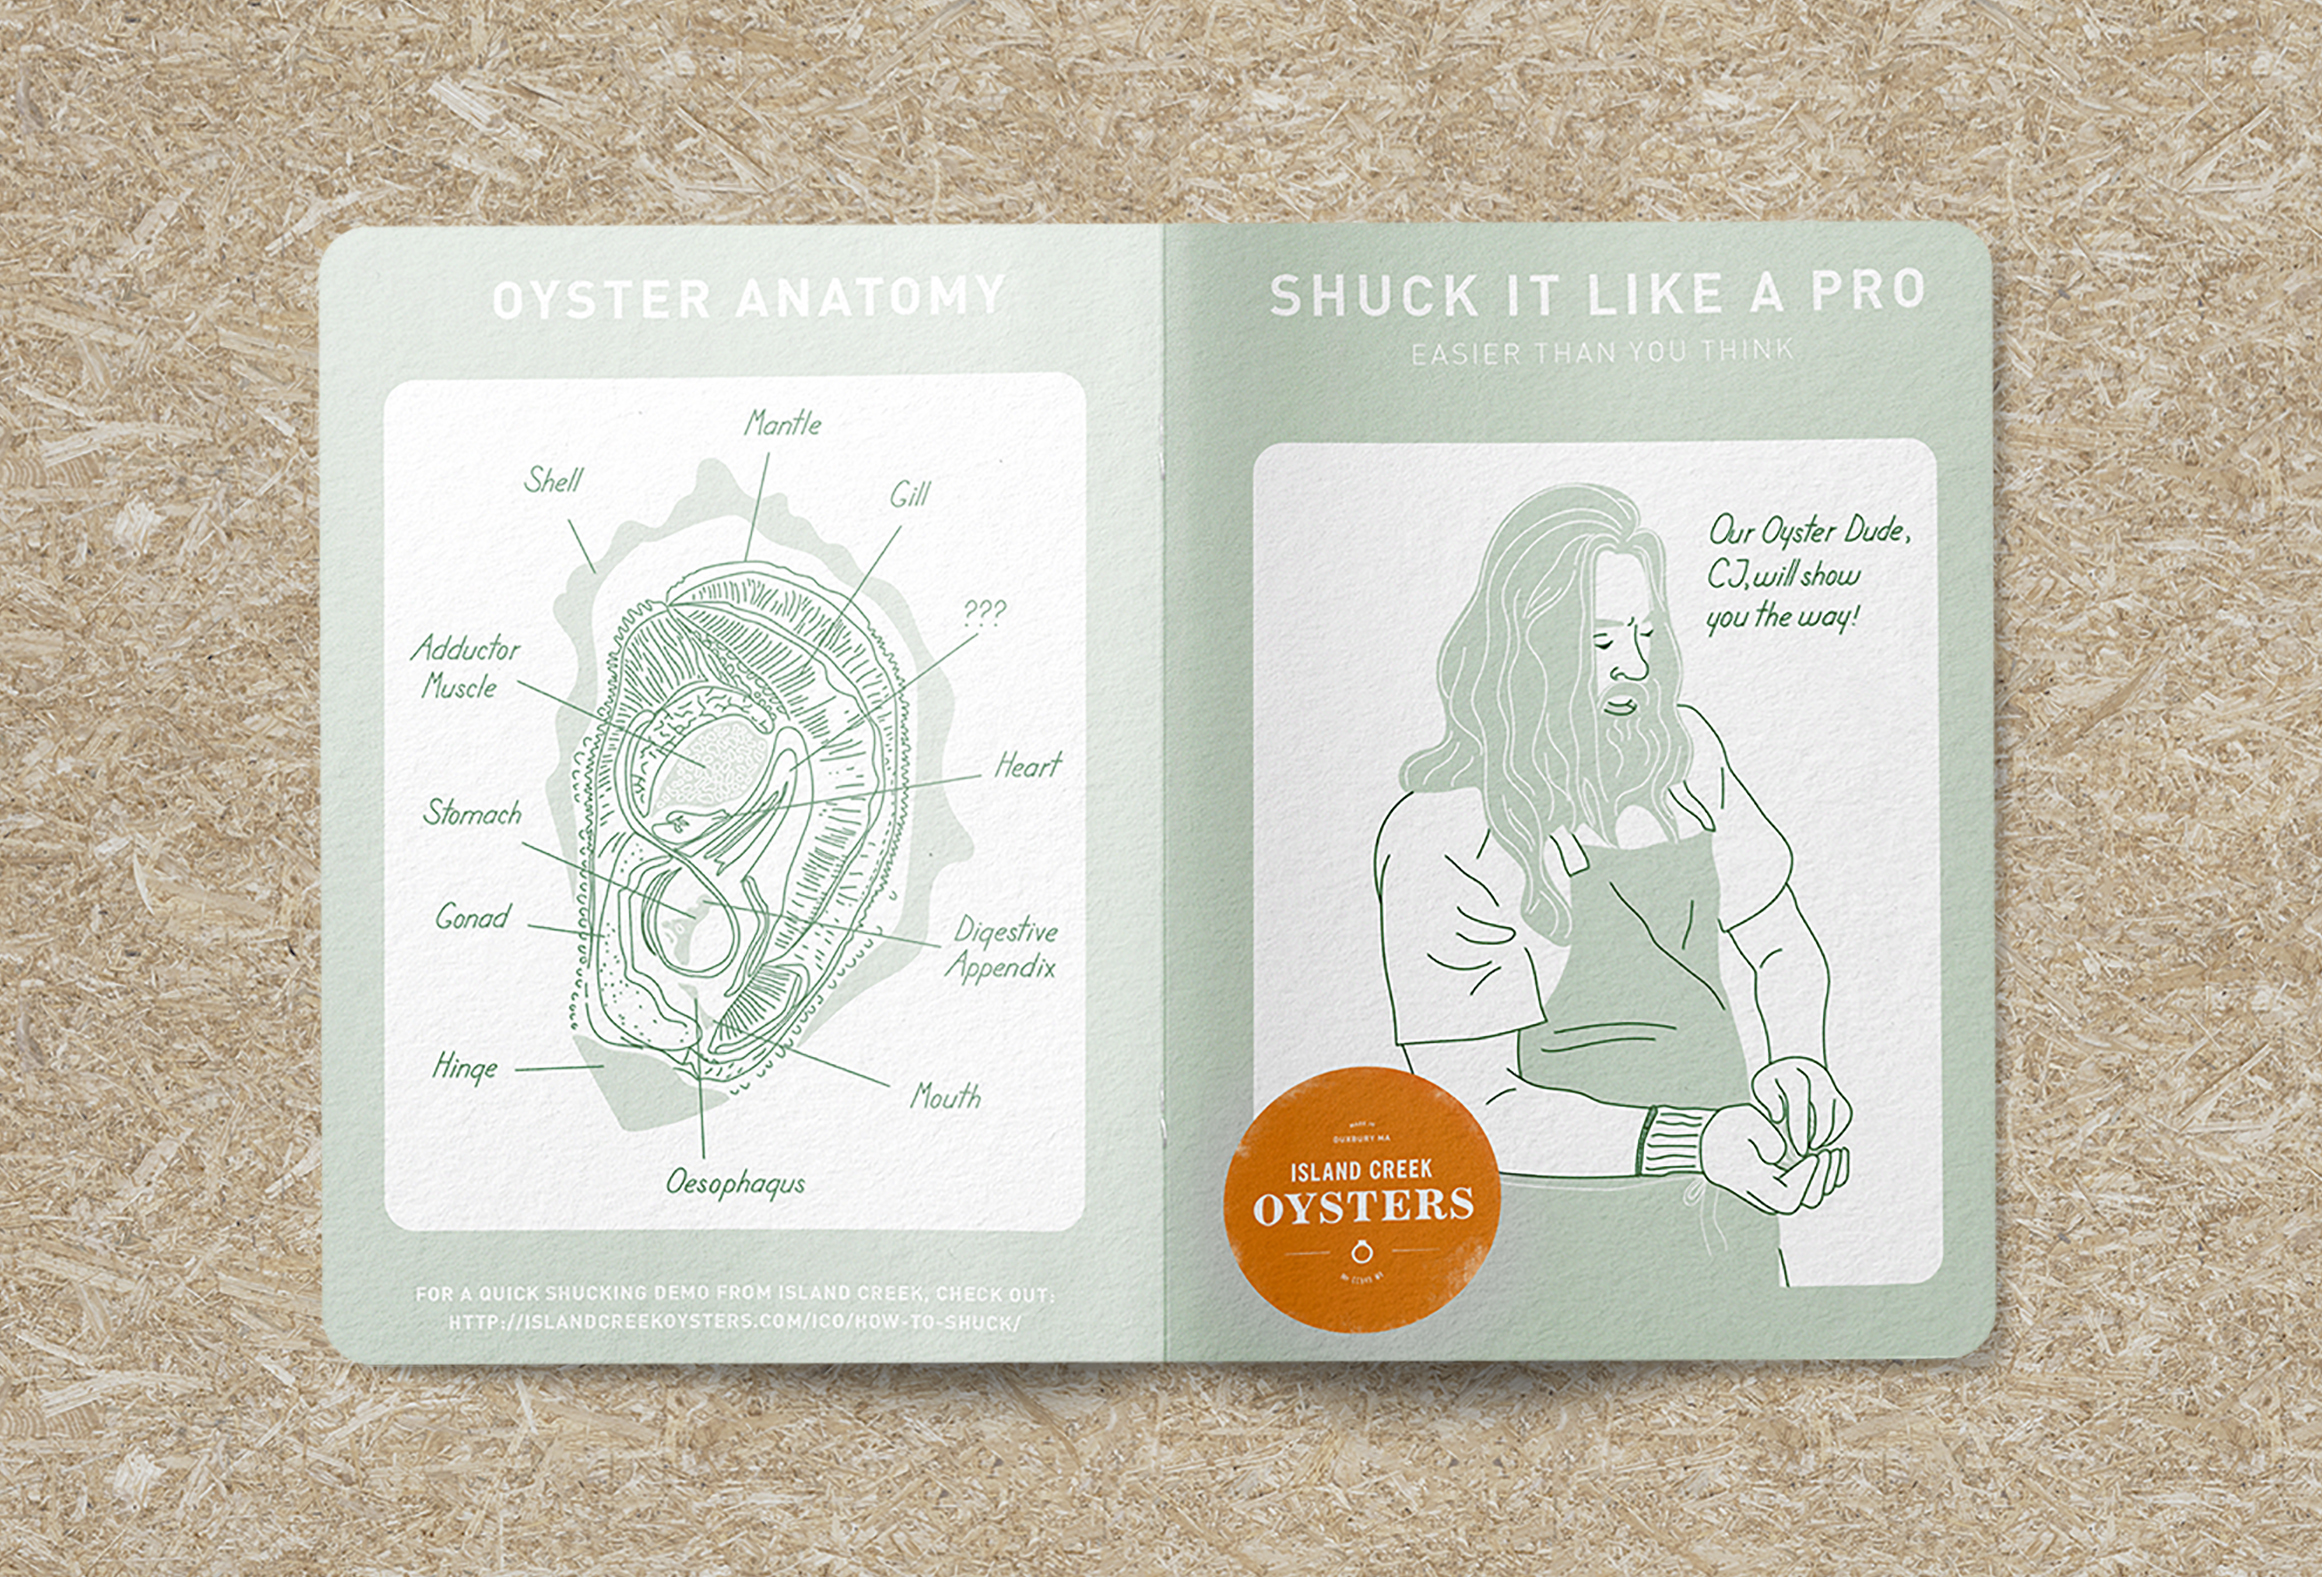 OYSTER ANATOMY
Mantle
Shell
Gill
???
Adductor
Muscle
Heart
Stomach
Gonad
Digestive
Appendix
Hinge
Mouth
Oesophagus
FOR A QUICK SHUCKING DEMO FROM ISLAND CREEK, CHECK OUT:
HTTP://ISLANDCREEKOYSTERS.COM/ICO/HOW-TO-SHUCK/
SHUCK IT LIKE A PRO
EASIER THAN YOU THINK
Our Oyster Dude,
CJ, will show
you the way!
DUXBURY MA
ISLAND CREEK
OYSTERS